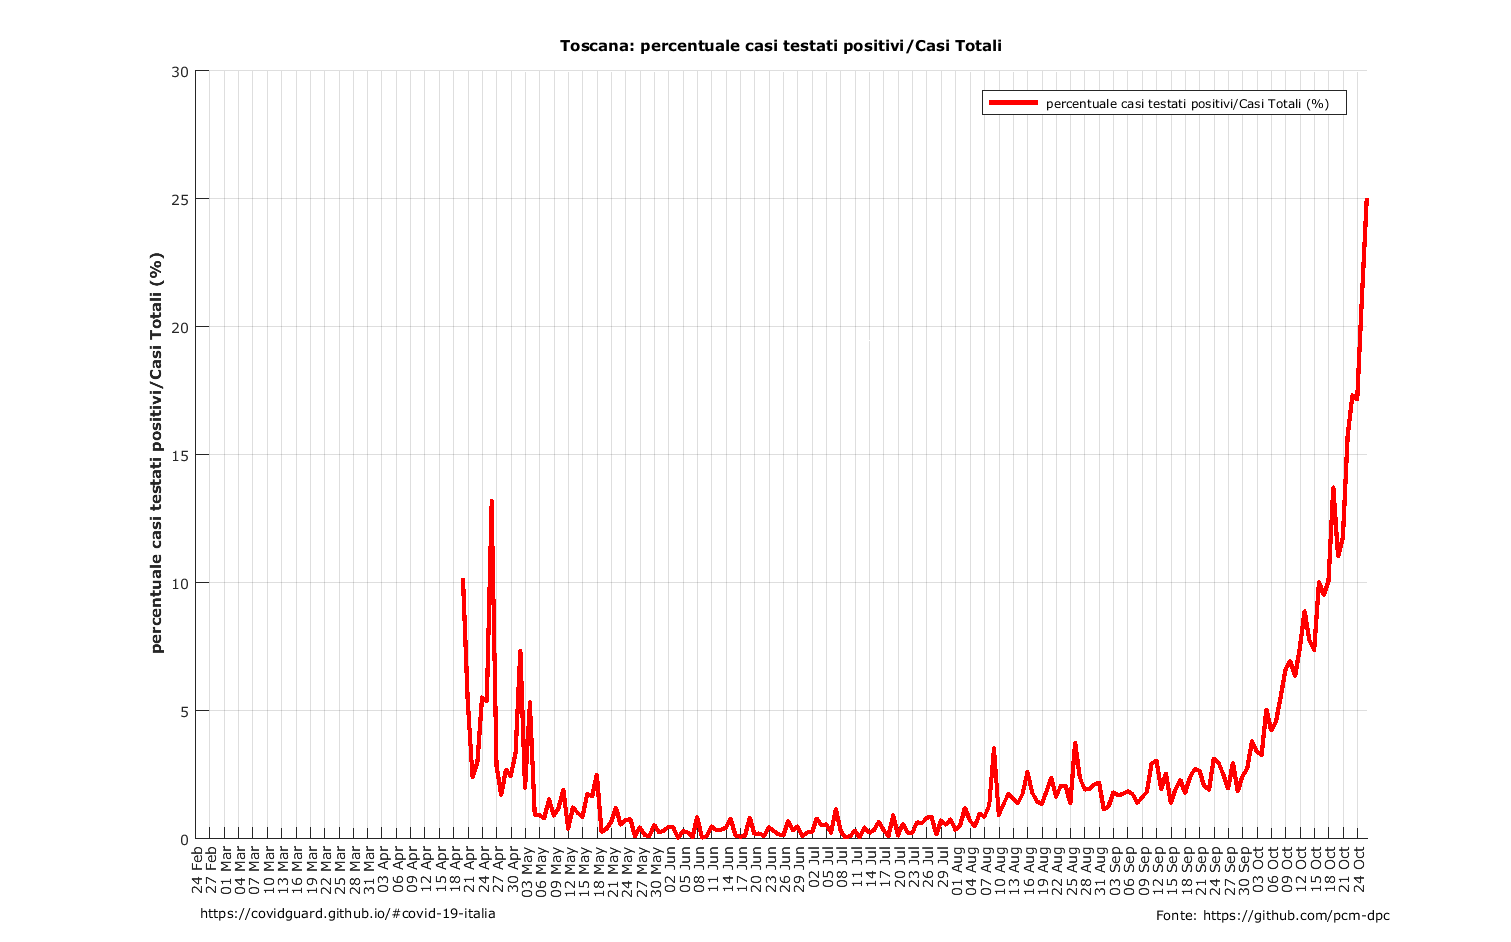 Toscana: percentuale casi testati positivi/Casi Totali
percentuale casi testati positivi/Casi Totali (%)
percentuale casi testati positivi/Casi Totali (%)
30
25
20
15
10
5
0
24 Feb
27 Feb
01 Mar
04 Mar
07 Mar
10 Mar
13 Mar
16 Mar
19 Mar
22 Mar
25 Mar
28 Mar
31 Mar
03 Apr
06 Apr
09 Apr
12 Apr
15 Apr
18 Apr
21 Apr
24 Apr
27 Apr
30 Apr
03 May
06 May
09 May
12 May
15 May
18 May
21 May
24 May
27 May
30 May
02 Jun
05 Jun
08 Jun
11 Jun
14 Jun
17 Jun
20 Jun
23 Jun
26 Jun
29 Jun
02 Jul
05 Jul
08 Jul
11 Jul
14 Jul
17 Jul
20 Jul
23 Jul
26 Jul
29 Jul
01 Aug
04 Aug
07 Aug
10 Aug
13 Aug
16 Aug
19 Aug
22 Aug
25 Aug
28 Aug
31 Aug
03 Sep
06 Sep
09 Sep
12 Sep
15 Sep
18 Sep
21 Sep
24 Sep
27 Sep
30 Sep
03 Oct
06 Oct
09 Oct
12 Oct
15 Oct
18 Oct
21 Oct
24 Oct
https://covidguard.github.io/#covid-19-italia
Fonte: https://github.com/pcm-dpc